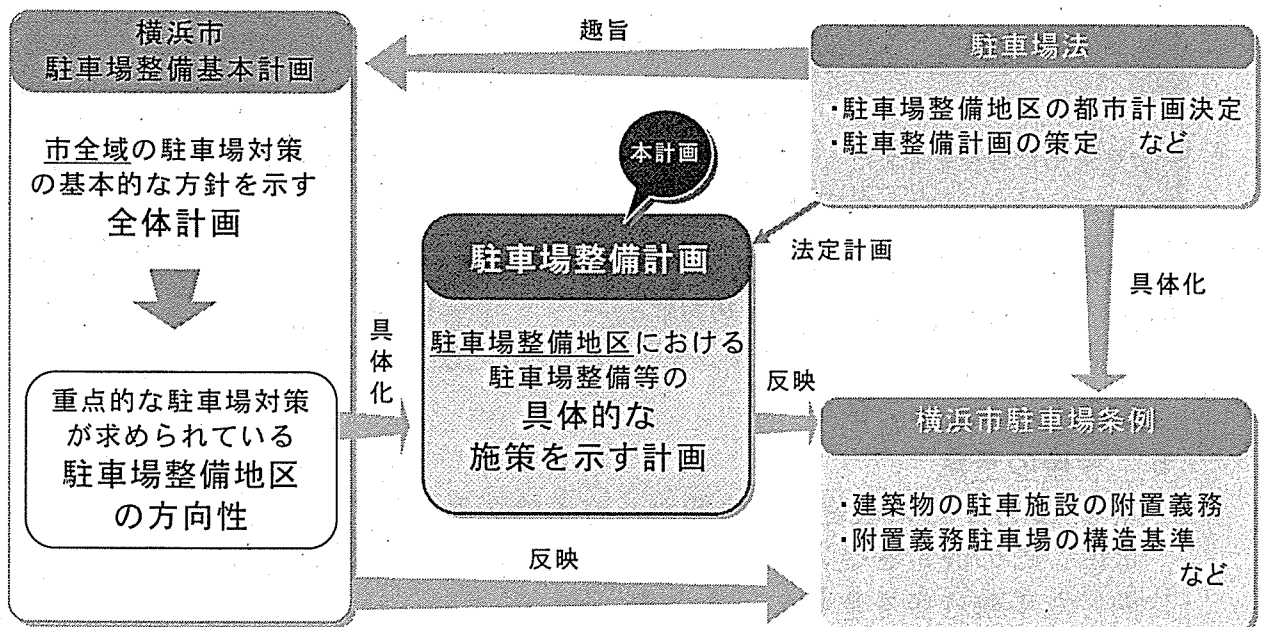 横浜市
駐車場整備基本計画
市全域の駐車場対策
の基本的な方針を示す
全体計画
重点的な駐車場対策
が求められている
駐車場整備地区
の方向性
趣旨
駐車場法
・駐車場整備地区の都市計画決定
・駐車整備計画の策定 など
本計画
駐車場整備計画
駐車場整備地区における
駐車場整備等の
具体的な
施策を示す計画
法定計画
具体化
具体化
反映
横浜市駐車場条例
・建築物の駐車施設の附置義務
・附置義務駐車場の構造基準
など
反映